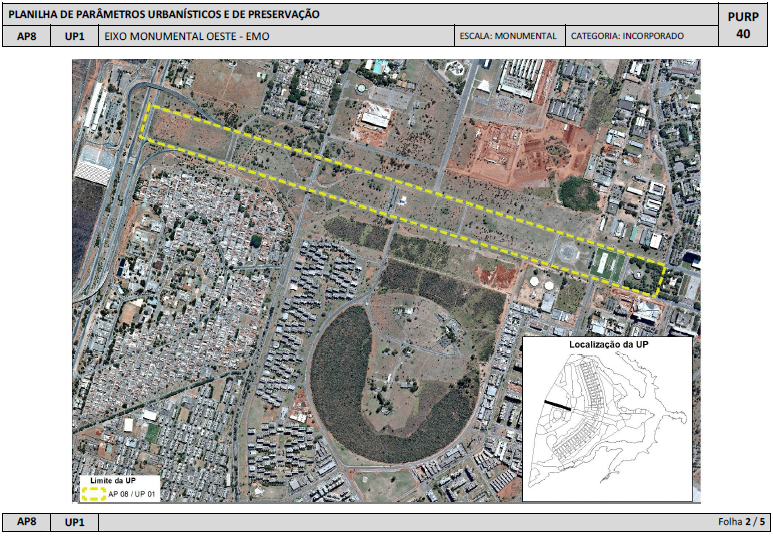 PLANILHA DE PARÂMETROS URBANÍSTICOS E DE PRESERVAÇÃO
PURP
40
AP8 UP1 EIXO MONUMENTAL OESTE - EMO ESCALA: MONUMENTAL CATEGORIA: INCORPORADO
Localização da UP
Limite da UP
AP 08 / UP 01
AP8 UP1 Folha 2 / 5